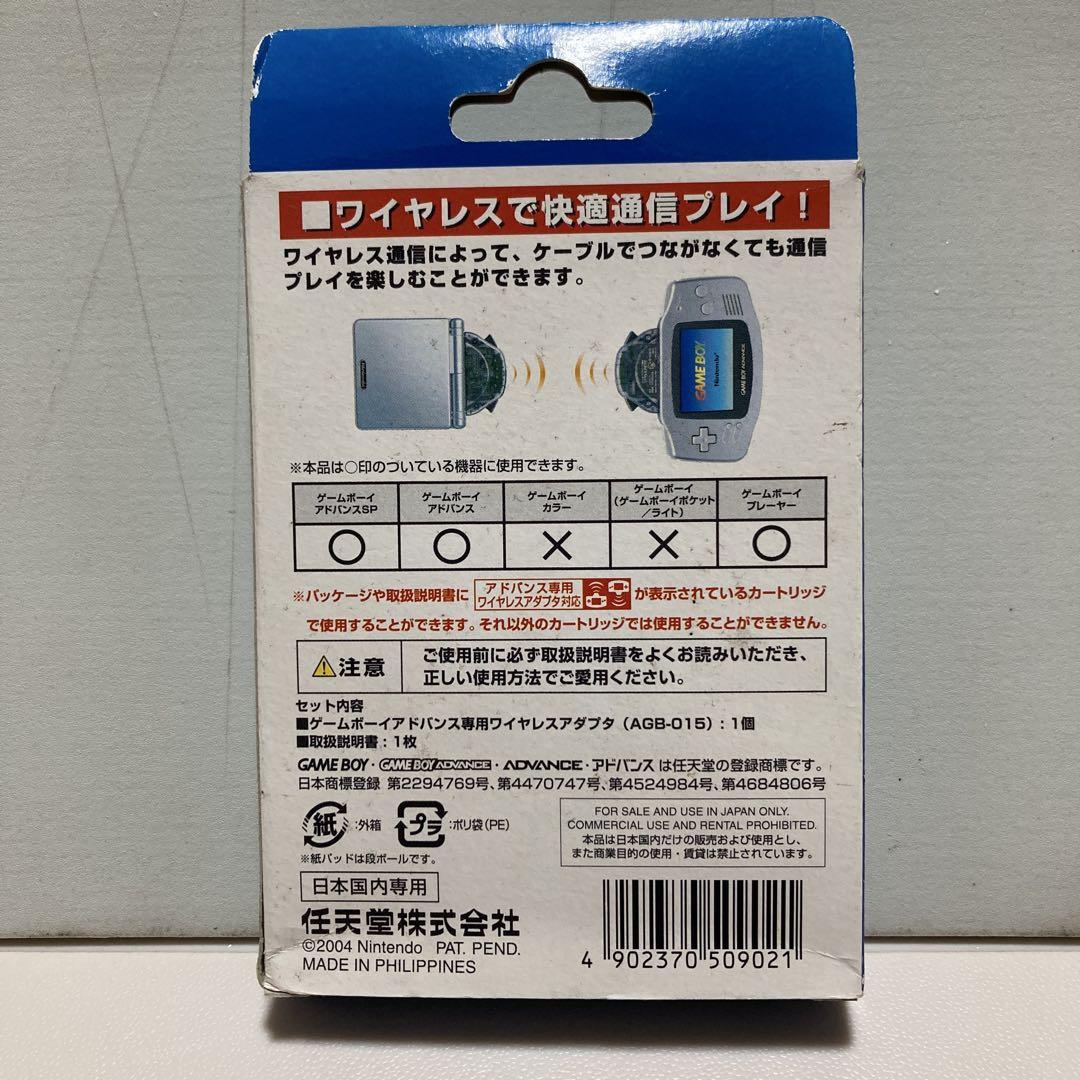 ■ワイヤレスで快適通信プレイ！
ワイヤレス通信によって、ケーブルでつながなくても通信
プレイを楽しむことができます。
GAME BOY
Nintendo
GAME BOY ADVANCE
※本品は○印のついている機器に使用できます。
ゲームボーイ
アドバンスSP
ゲームボーイ
アドバンス
ゲームボーイ
カラー
ゲームボーイ
(ゲームボーイポケット
／ライト)
ゲームボーイ
プレーヤー
○ ○ × × ○
※パッケージや取扱説明書に アドバンス専用 ワイヤレスアダプタ対応 が表示されているカートリッジ
で使用することができます。それ以外のカートリッジでは使用することができません。
⚠注意
ご使用前に必ず取扱説明書をよくお読みいただき、
正しい使用方法でご愛用ください。
セット内容
■ゲームボーイアドバンス専用ワイヤレスアダプタ（AGB-015）：1個
■取扱説明書：1枚
GAME BOY・GAME BOY ADVANCE・ADVANCE・アドバンス は任天堂の登録商標です。
日本商標登録 第2294769号、第4470747号、第4524984号、第4684806号
紙 :外箱 プラ :ポリ袋(PE)
※紙パッドは段ボールです。
FOR SALE AND USE IN JAPAN ONLY.
COMMERCIAL USE AND RENTAL PROHIBITED.
本品は日本国内だけの販売および使用とし、
また商業目的の使用・賃貸は禁止されています。
日本国内専用
任天堂株式会社
©2004 Nintendo PAT. PEND.
MADE IN PHILIPPINES
4 902370 509021